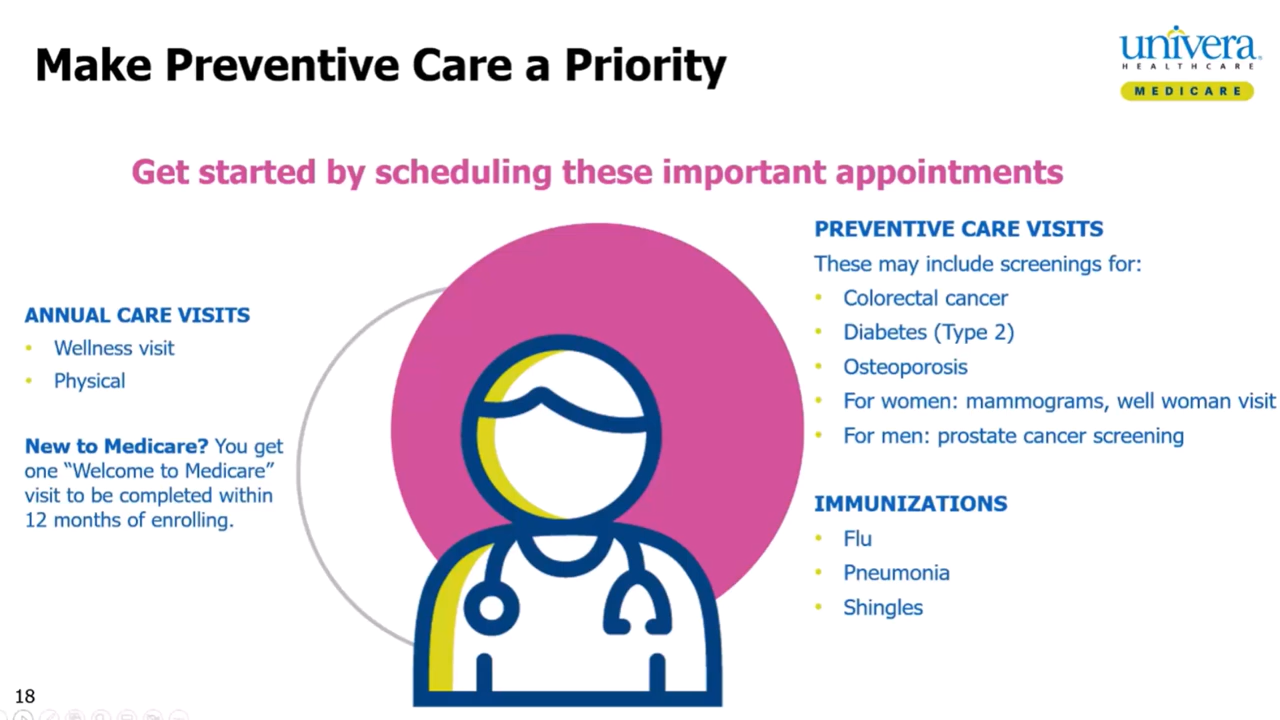 Make Preventive Care a Priority
univera
HEALTHCARE
MEDICARE
Get started by scheduling these important appointments
ANNUAL CARE VISITS
• Wellness visit
• Physical
New to Medicare? You get
one “Welcome to Medicare”
visit to be completed within
12 months of enrolling.
PREVENTIVE CARE VISITS
These may include screenings for:
• Colorectal cancer
• Diabetes (Type 2)
• Osteoporosis
• For women: mammograms, well woman visit
• For men: prostate cancer screening
IMMUNIZATIONS
• Flu
• Pneumonia
• Shingles
18